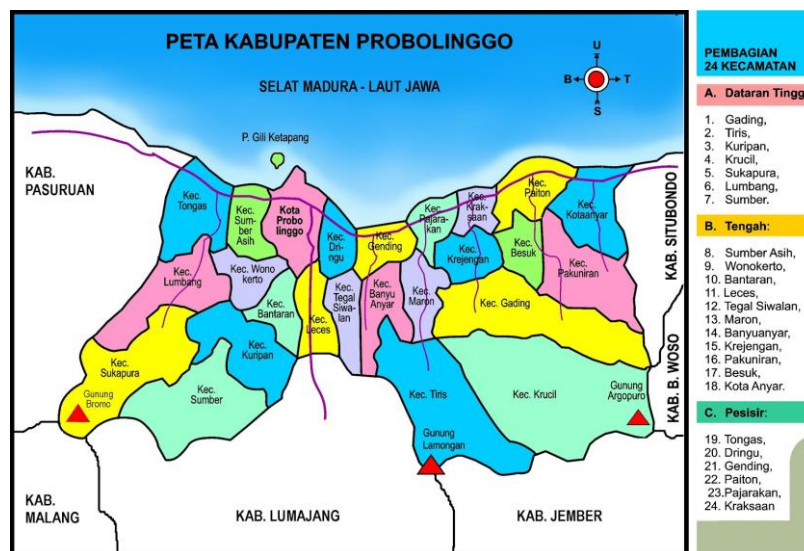 PETA KABUPATEN PROBOLINGGO
SELAT MADURA - LAUT JAWA
U
B
T
S
P. Gili Ketapang
KAB.
PASURUAN
Kec.
Tongas
Kec.
Sum-
ber
Asih
Kota
Probo
linggo
Kec.
Drin-
gu
Kec.
Gending
Kec.
Pajara-
kan
Kec.
Krak-
saan
Kec.
Paiton
Kec.
Kotaanyar
KAB. SITUBONDO
Kec.
Lumbang
Kec. Wono
kerto
Kec.
Bantaran
Kec.
Leces
Kec.
Tegal
Siwa-
lan
Kec.
Banyu
Anyar
Kec.
Maron
Kec.
Krejengan
Kec.
Besuk
Kec.
Pakuniran
Kec. Gading
Kec.
Sukapura
Gunung
Bromo
Kec.
Kuripan
Kec.
Sumber
Kec. Tiris
Gunung
Lamongan
Kec. Krucil
Gunung
Argopuro
KAB. B. WOSO
KAB.
MALANG
KAB. LUMAJANG
KAB. JEMBER
PEMBAGIAN
24 KECAMATAN
A. Dataran Tingg
1. Gading,
2. Tiris,
3. Kuripan,
4. Krucil,
5. Sukapura,
6. Lumbang,
7. Sumber.
B. Tengah:
8. Sumber Asih,
9. Wonokerto,
10. Bantaran,
11. Leces,
12. Tegal Siwalan,
13. Maron,
14. Banyuanyar,
15. Krejengan,
16. Pakuniran,
17. Besuk,
18. Kota Anyar.
C. Pesisir:
19. Tongas,
20. Dringu,
21. Gending,
22. Paiton,
23.Pajarakan,
24. Kraksaan